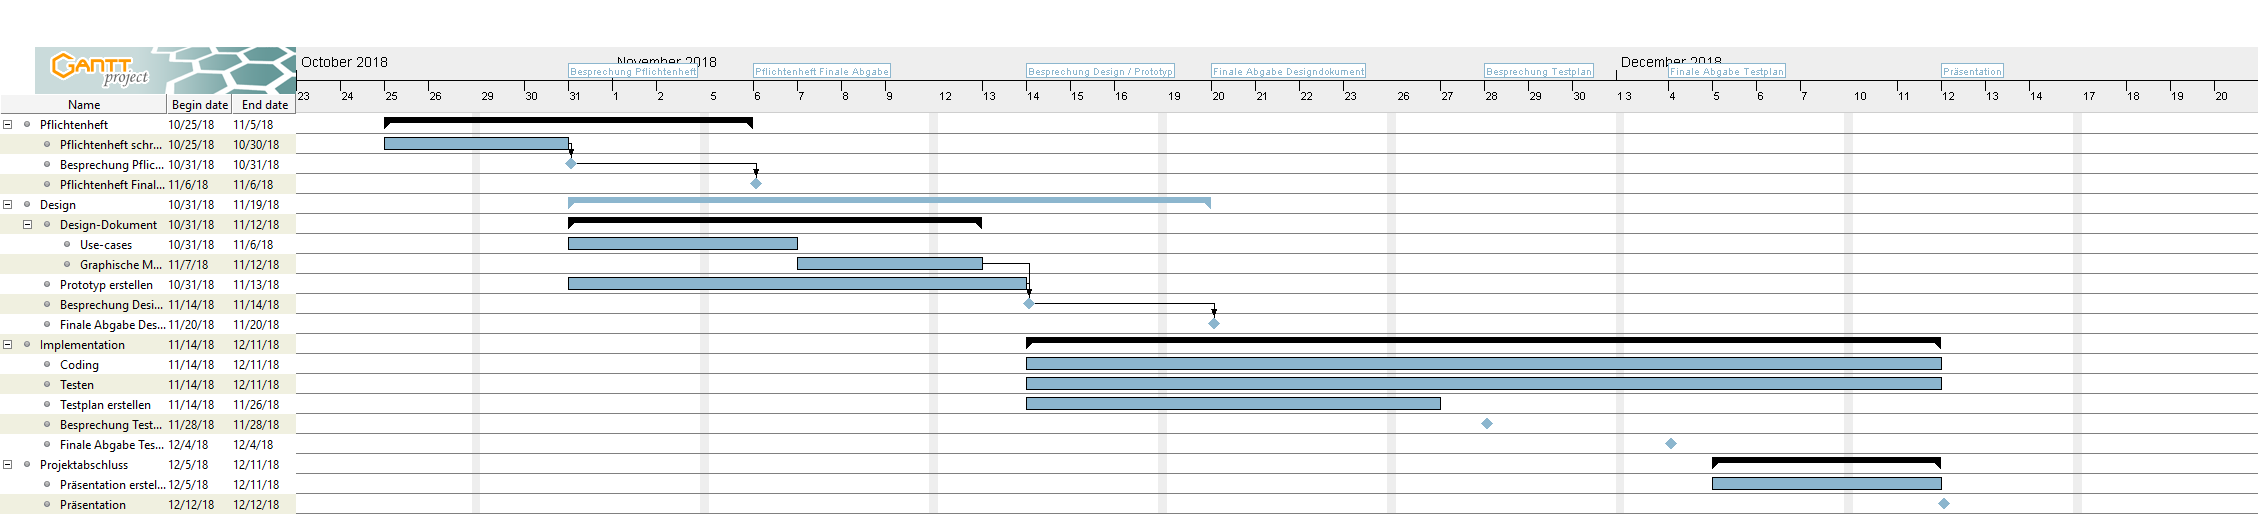 GANTT
project
October 2018
November 2018
December 2018
Besprechung Pflichtenheft
Pflichtenheft Finale Abgabe
Besprechung Design / Prototyp
Finale Abgabe Designdokument
Besprechung Testplan
Finale Abgabe Testplan
Präsentation
23 24 25 26 29 30 31 1 2 5 6 7 8 9 12 13 14 15 16 19 20 21 22 23 26 27 28 29 30 1 3 4 5 6 7 10 11 12 13 14 17 18 19 20
Name Begin date End date
Pflichtenheft 10/25/18 11/5/18
Pflichtenheft schr... 10/25/18 10/30/18
Besprechung Pflic... 10/31/18 10/31/18
Pflichtenheft Final... 11/6/18 11/6/18
Design 10/31/18 11/19/18
Design-Dokument 10/31/18 11/12/18
Use-cases 10/31/18 11/6/18
Graphische M... 11/7/18 11/12/18
Prototyp erstellen 10/31/18 11/13/18
Besprechung Desi... 11/14/18 11/14/18
Finale Abgabe Des... 11/20/18 11/20/18
Implementation 11/14/18 12/11/18
Coding 11/14/18 12/11/18
Testen 11/14/18 12/11/18
Testplan erstellen 11/14/18 11/26/18
Besprechung Test... 11/28/18 11/28/18
Finale Abgabe Tes... 12/4/18 12/4/18
Projektabschluss 12/5/18 12/11/18
Präsentation erstel... 12/5/18 12/11/18
Präsentation 12/12/18 12/12/18